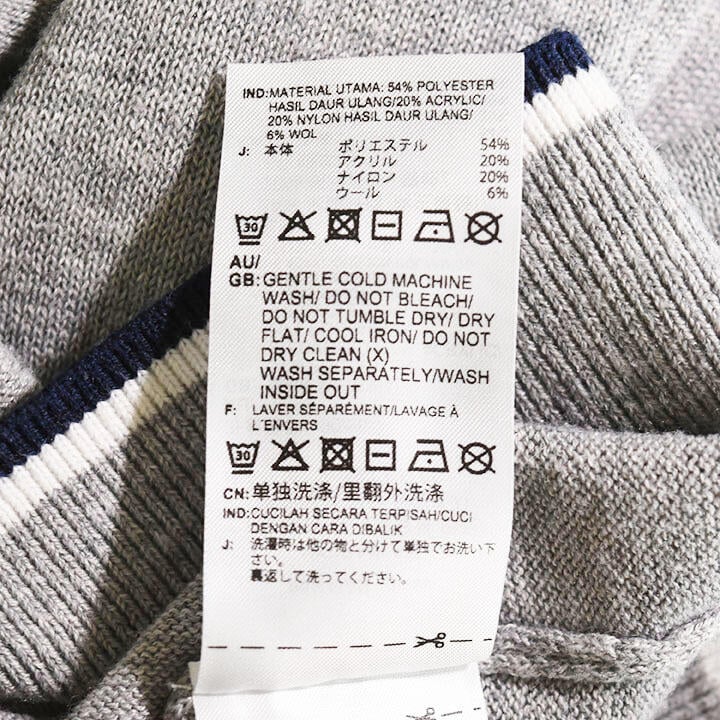 IND:MATERIAL UTAMA: 54% POLYESTER
HASIL DAUR ULANG/20% ACRYLIC/
20% NYLON HASIL DAUR ULANG/
6% WOL
J: 本体 ポリエステル 54%
アクリル 20%
ナイロン 20%
ウール 6%
30
AU/
GB: GENTLE COLD MACHINE
WASH/ DO NOT BLEACH/
DO NOT TUMBLE DRY/ DRY
FLAT/ COOL IRON/ DO NOT
DRY CLEAN (X)
WASH SEPARATELY/WASH
INSIDE OUT
F: LAVER SÉPARÉMENT/LAVAGE À
L´ENVERS
30
CN: 单独洗涤/里翻外洗涤
IND:CUCILAH SECARA TERPISAH/CUCI
DENGAN CARA DIBALIK
J: 洗濯時は他の物と分けて単独でお洗い下
さい。
裏返して洗ってください。